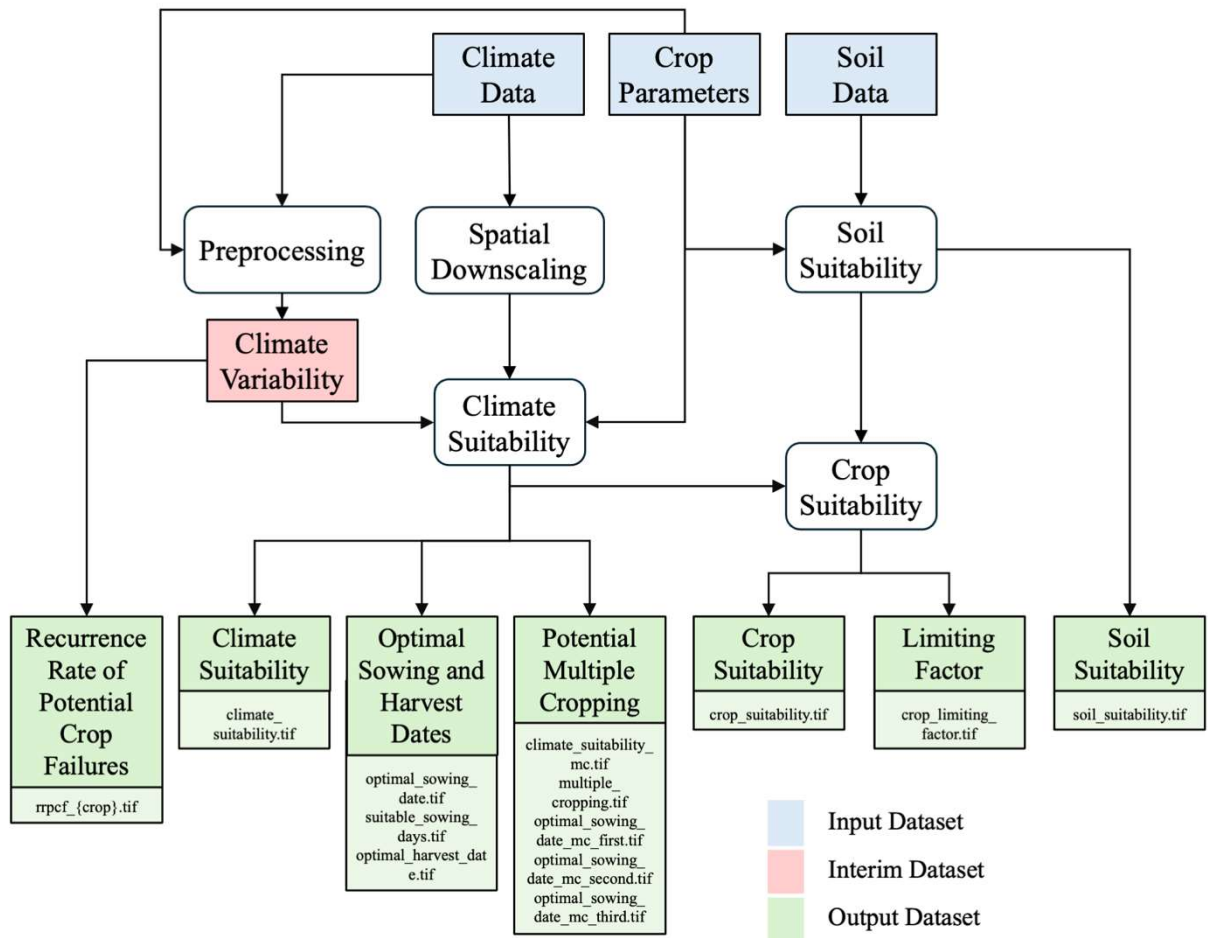 Climate
Data
Crop
Parameters
Soil
Data
Preprocessing
Spatial
Downscaling
Soil
Suitability
Climate
Variability
Climate
Suitability
Crop
Suitability
Recurrence
Rate of
Potential
Crop
Failures
rrpcf_{crop}.tif
Climate
Suitability
climate_
suitability.tif
Optimal
Sowing and
Harvest
Dates
optimal_sowing_
date.tif
suitable_sowing_
days.tif
optimal_harvest_dat
e.tif
Potential
Multiple
Cropping
climate_suitability_
mc.tif
multiple_
cropping.tif
optimal_sowing_
date_mc_first.tif
optimal_sowing_
date_mc_second.tif
optimal_sowing_
date_mc_third.tif
Crop
Suitability
crop_suitability.tif
Limiting
Factor
crop_limiting_
factor.tif
Soil
Suitability
soil_suitability.tif
Input Dataset
Interim Dataset
Output Dataset